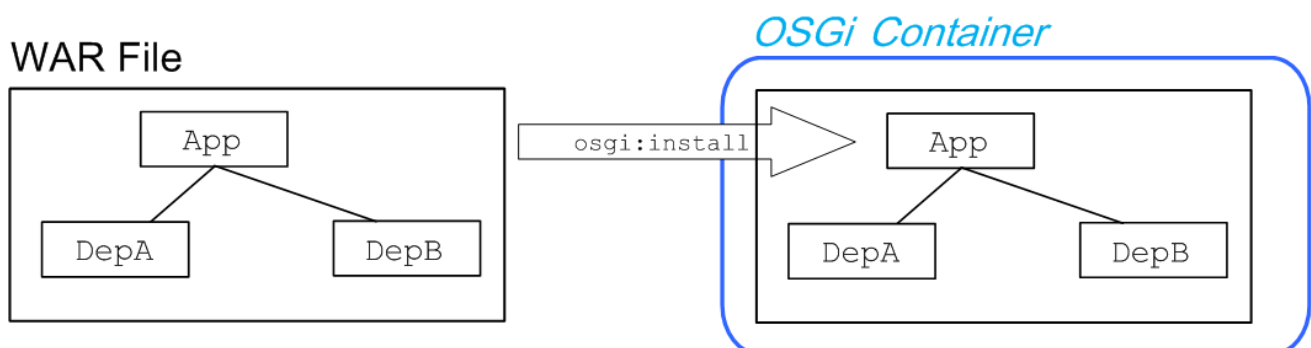 OSGi Container
WAR File
App
osgi:install
App
DepA
DepB
DepA
DepB